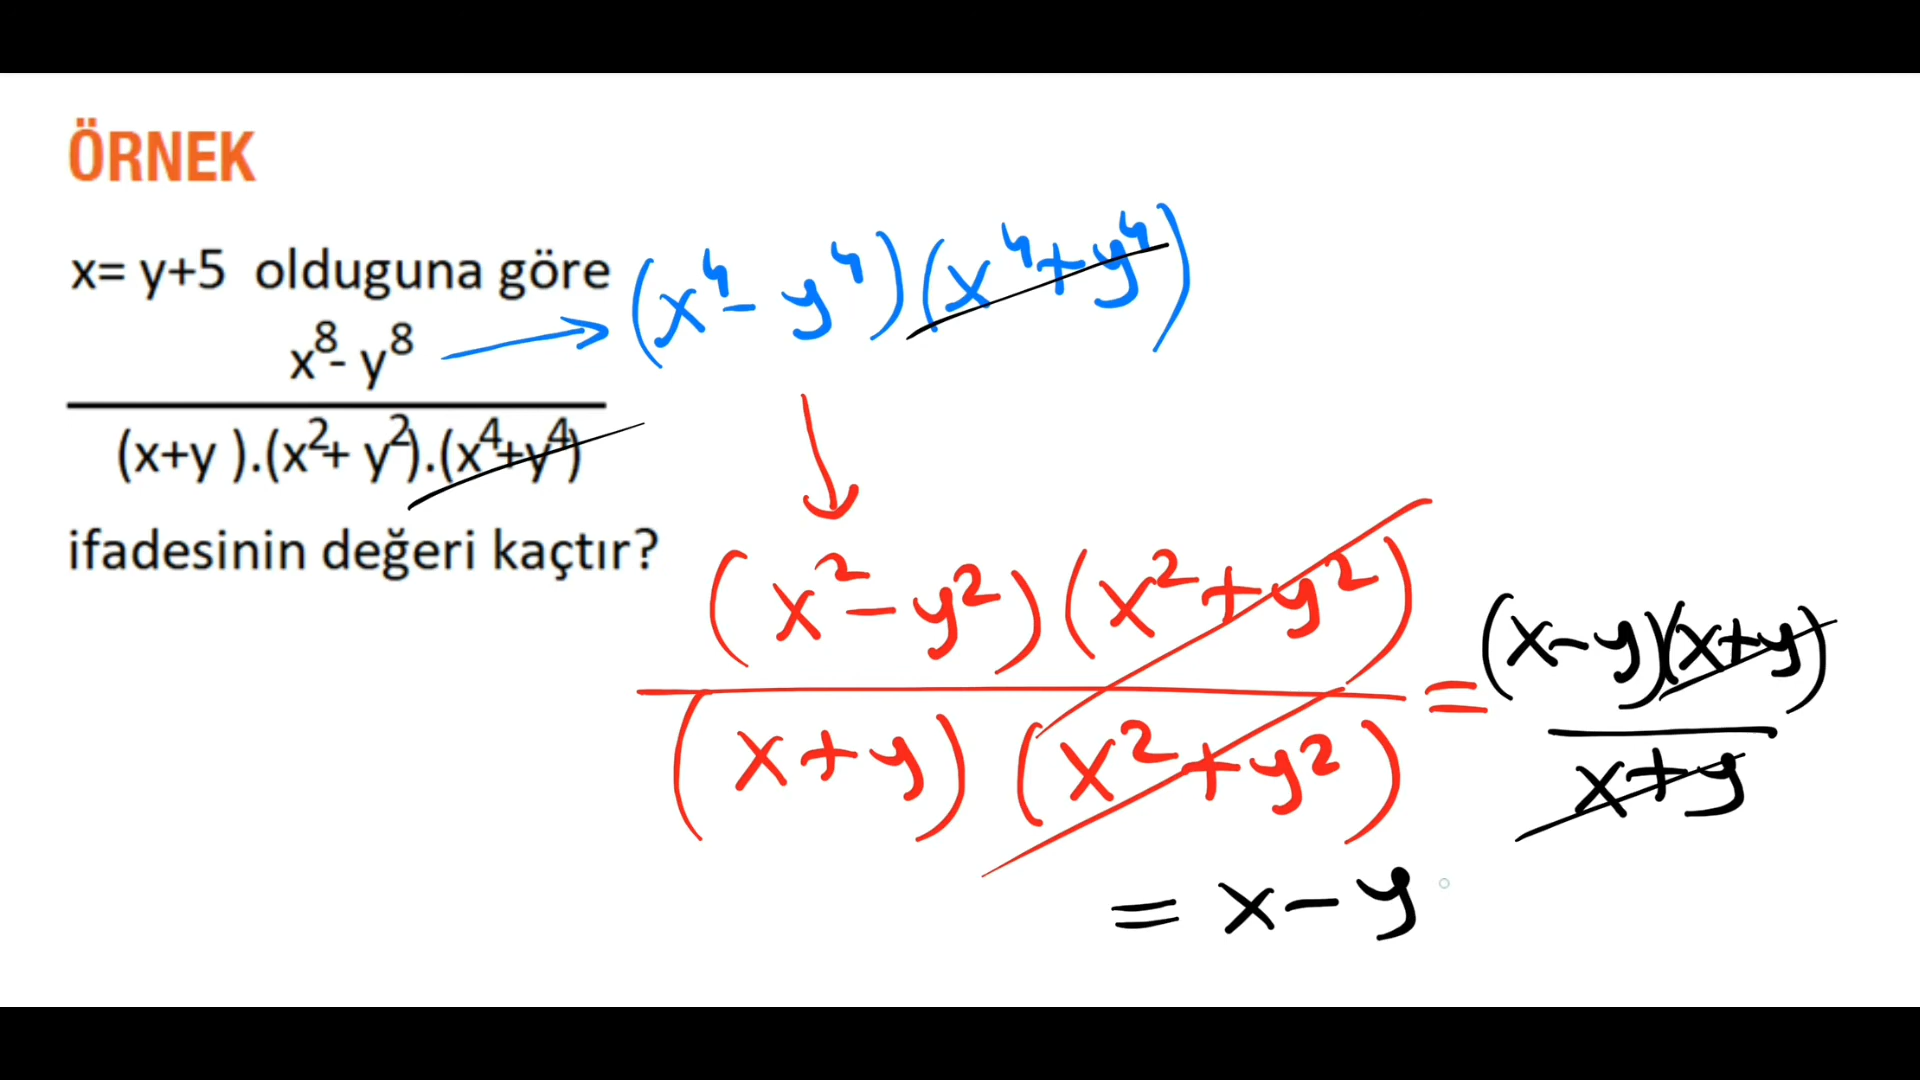 ÖRNEK
x= y+5 olduguna göre
x⁸- y⁸
(x+y ).(x²+ y²).(x⁴+y⁴)
ifadesinin değeri kaçtır?
(x⁴- y⁴)(x⁴+y⁴)
(x²- y²)(x²+y²)
(x+y)(x²+y²)
=
(x-y)(x+y)
x+y
= x-y